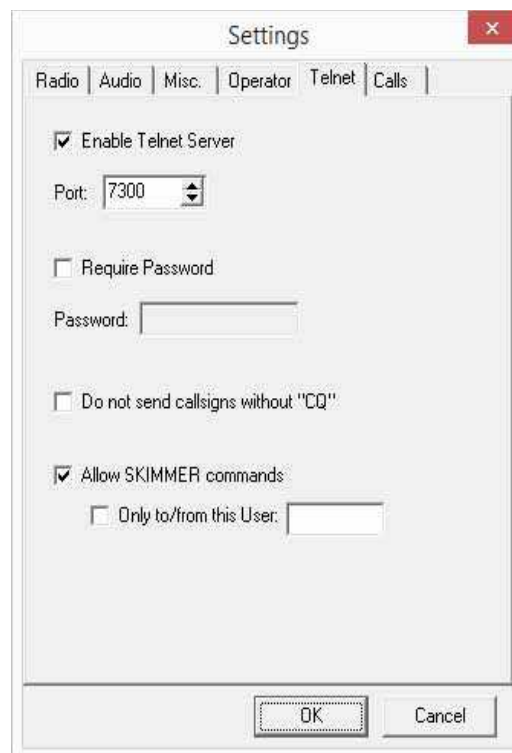 Settings
x
Radio Audio Misc. Operator Telnet Calls
Enable Telnet Server
Port: 7300
Require Password
Password:
Do not send callsigns without "CQ"
Allow SKIMMER commands
Only to/from this User:
OK Cancel